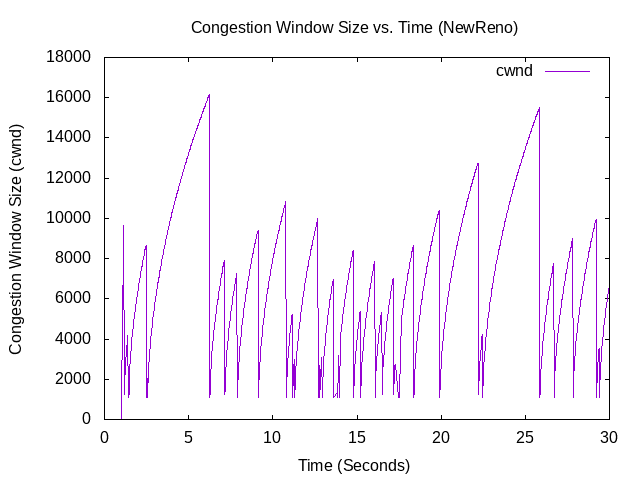 Congestion Window Size vs. Time (NewReno)
18000
16000
14000
12000
10000
8000
6000
4000
2000
0
Congestion Window Size (cwnd)
cwnd
0 5 10 15 20 25 30
Time (Seconds)